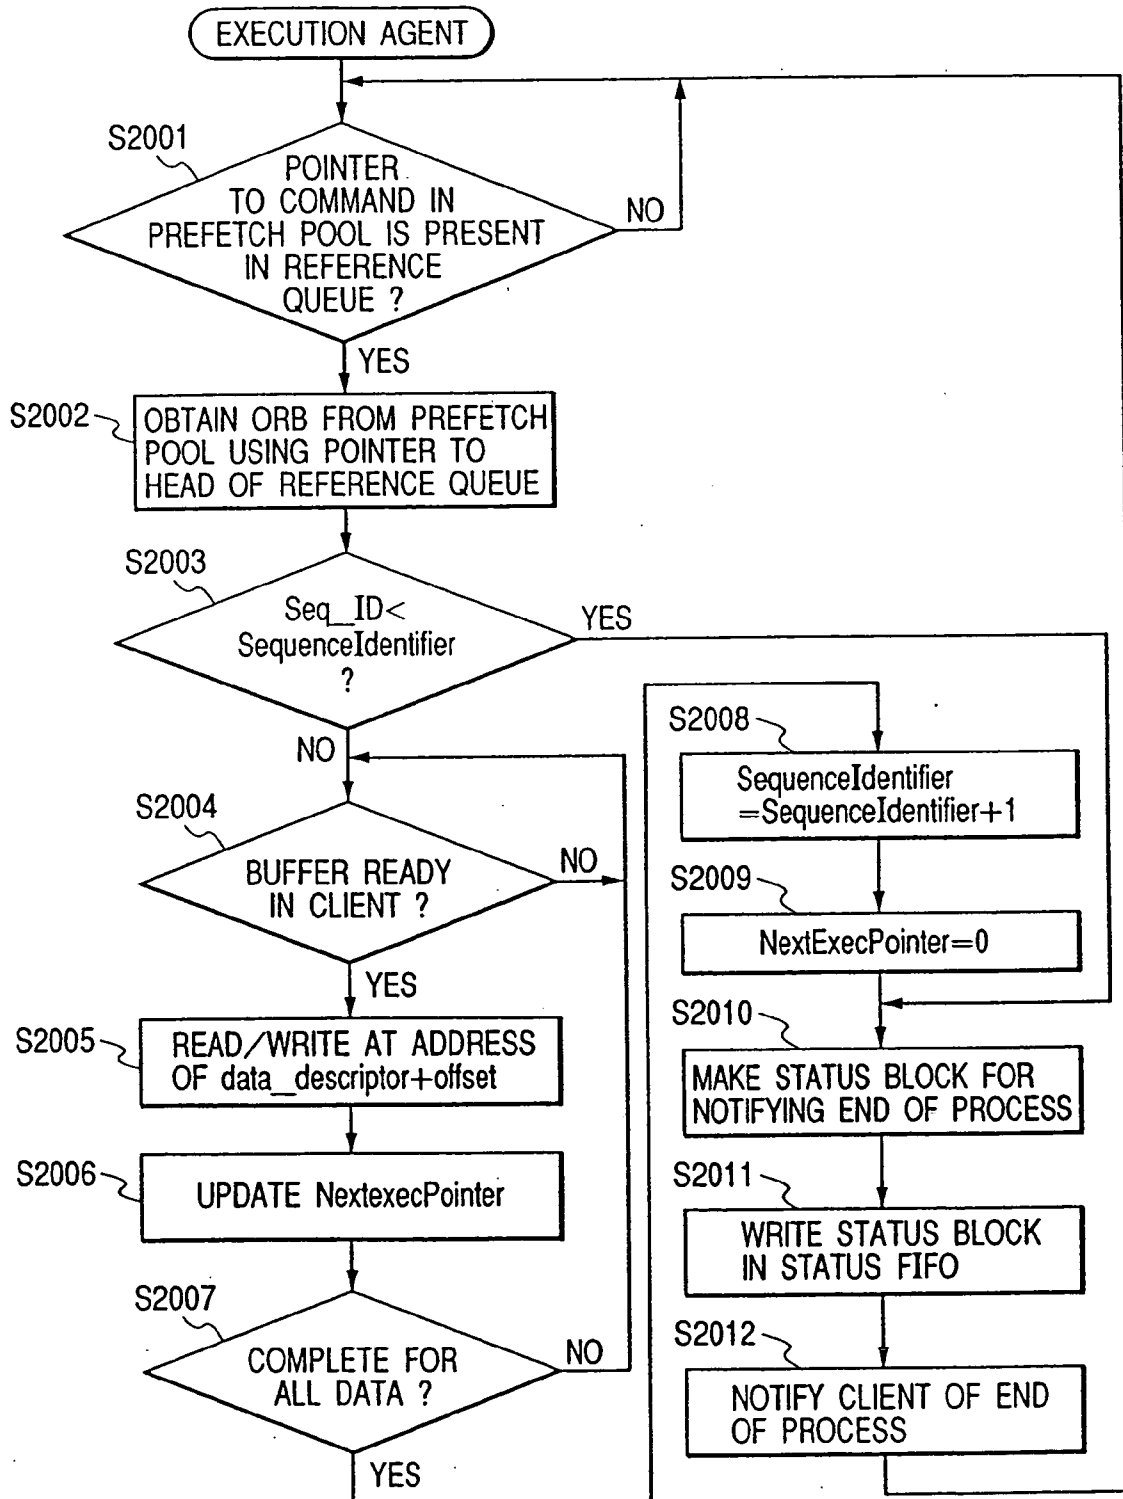 EXECUTION AGENT
S2001
POINTER
TO COMMAND IN
PREFETCH POOL IS PRESENT
IN REFERENCE
QUEUE ?
NO
YES
S2002
OBTAIN ORB FROM PREFETCH
POOL USING POINTER TO
HEAD OF REFERENCE QUEUE
S2003
Seq_ID<
SequenceIdentifier
?
YES
NO
S2004
BUFFER READY
IN CLIENT ?
NO
YES
S2005
READ/WRITE AT ADDRESS
OF data_descriptor+offset
S2006
UPDATE NextexecPointer
S2007
COMPLETE FOR
ALL DATA ?
NO
YES
S2008
SequenceIdentifier
=SequenceIdentifier+1
S2009
NextExecPointer=0
S2010
MAKE STATUS BLOCK FOR
NOTIFYING END OF PROCESS
S2011
WRITE STATUS BLOCK
IN STATUS FIFO
S2012
NOTIFY CLIENT OF END
OF PROCESS